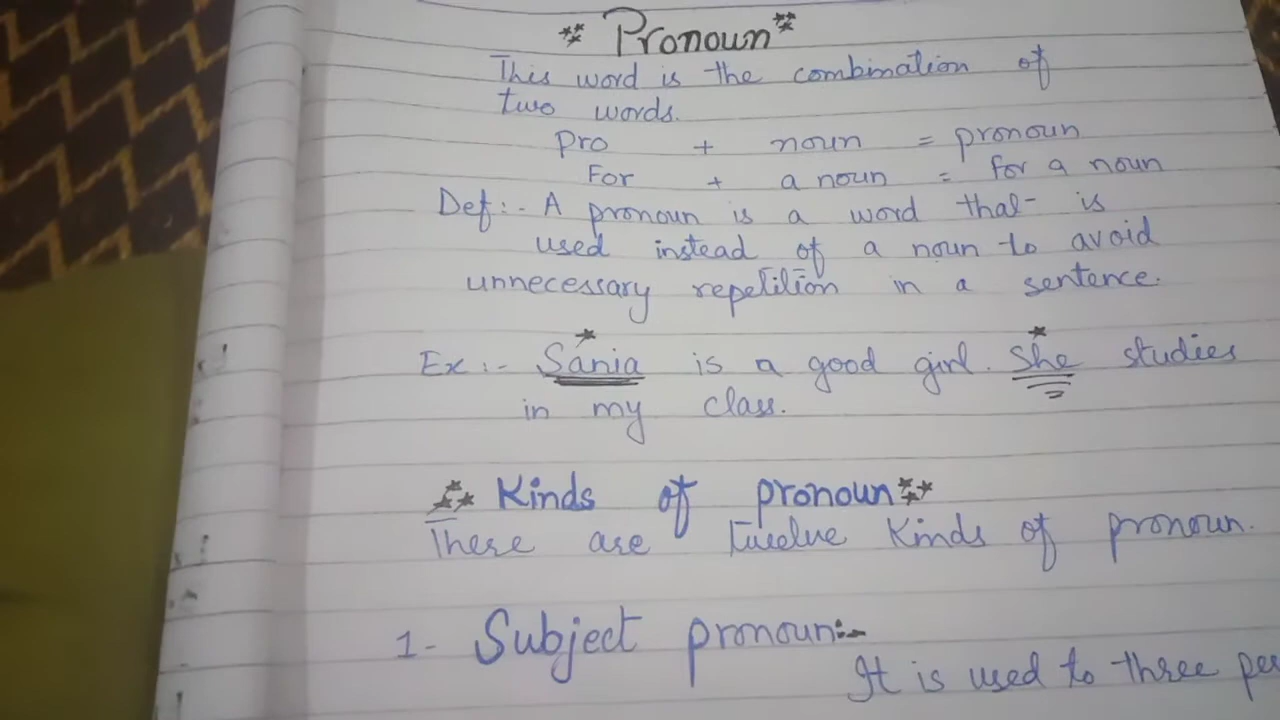 Pronoun
This word is the combination of
two words.
Pro + noun = pronoun
For + a noun = for a noun
Def:- A pronoun is a word that is
used instead of a noun to avoid
unnecessary repetition in a sentence.
Ex:- Sania is a good girl. She studies
in my class.
Kinds of pronoun
There are twelve kinds of pronoun.
1- Subject pronoun:-
It is used to three